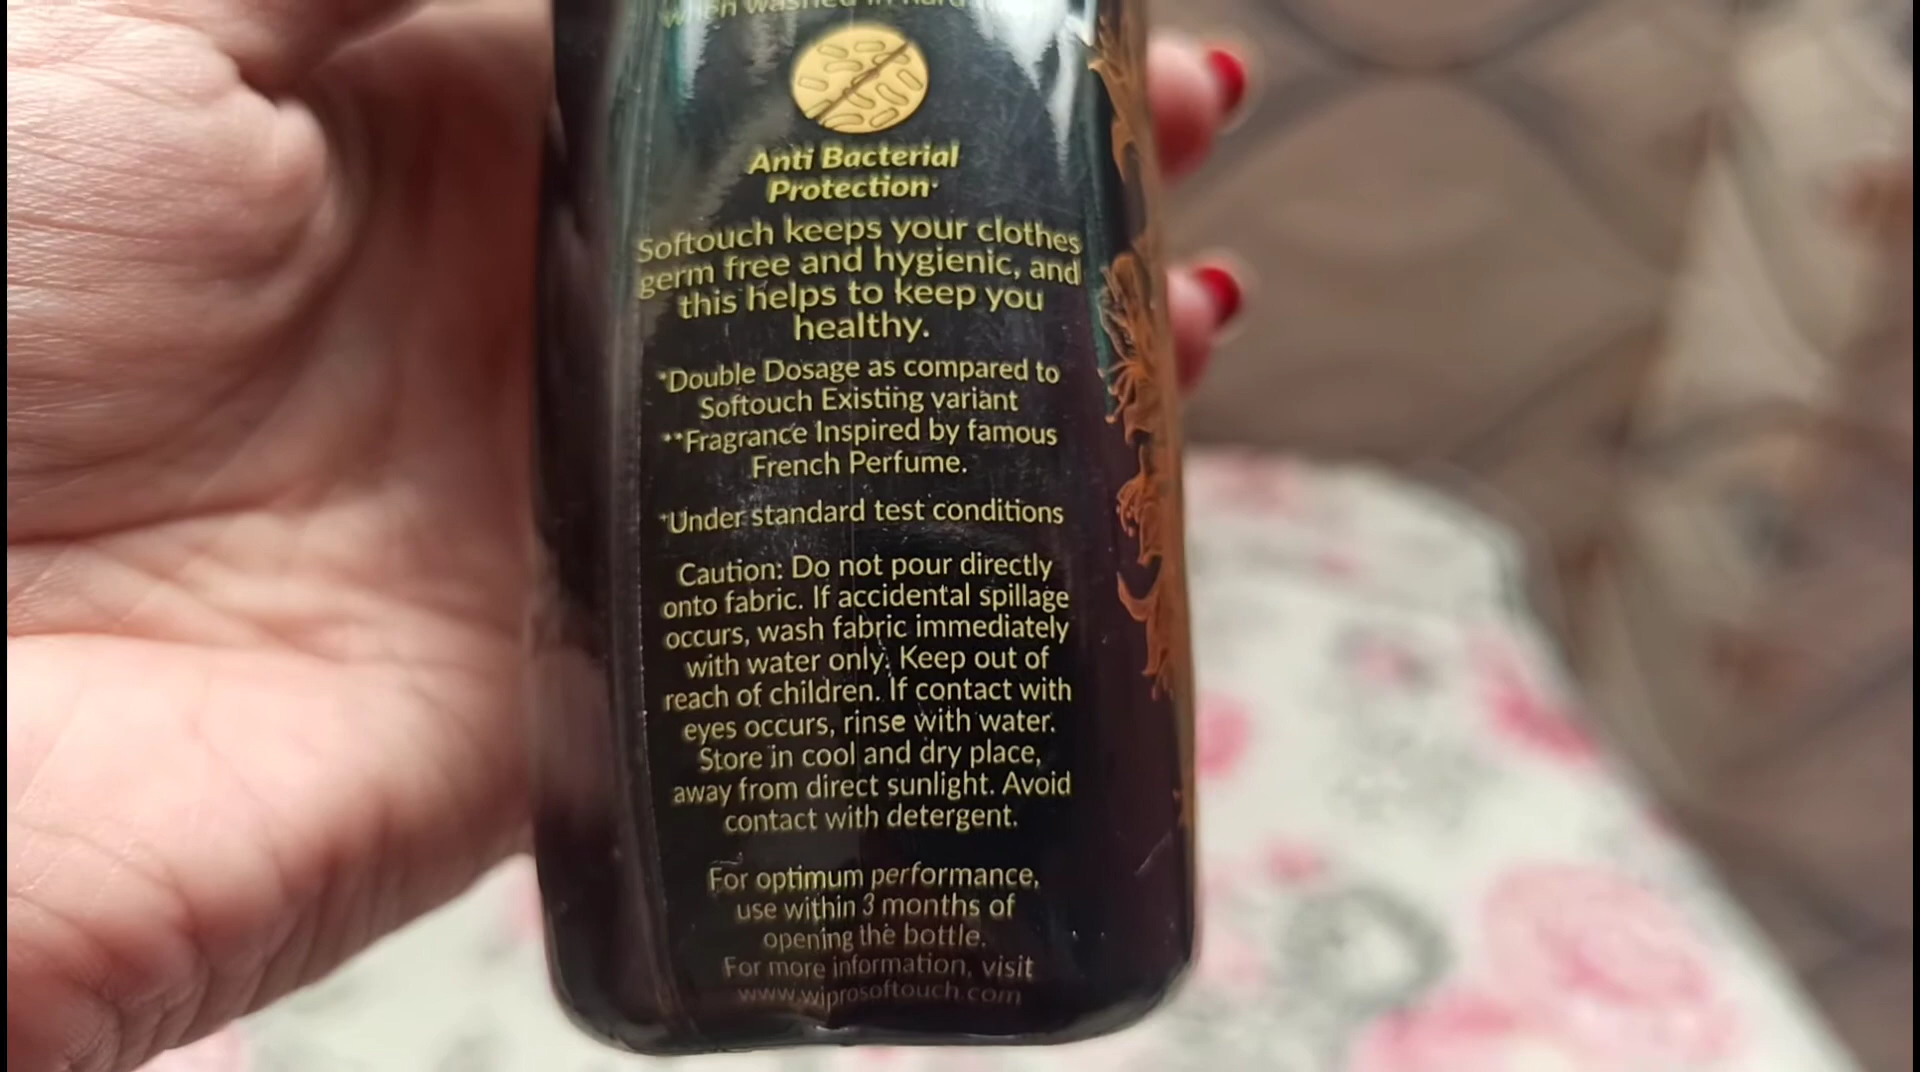 when washed in hard
Anti Bacterial
Protection*
Softouch keeps your clothes
germ free and hygienic, and
this helps to keep you
healthy.
*Double Dosage as compared to
Softouch Existing variant
**Fragrance Inspired by famous
French Perfume.
+Under standard test conditions
Caution: Do not pour directly
onto fabric. If accidental spillage
occurs, wash fabric immediately
with water only. Keep out of
reach of children. If contact with
eyes occurs, rinse with water.
Store in cool and dry place,
away from direct sunlight. Avoid
contact with detergent.
For optimum performance,
use within 3 months of
opening the bottle.
For more information, visit
www.wiprosoftouch.com